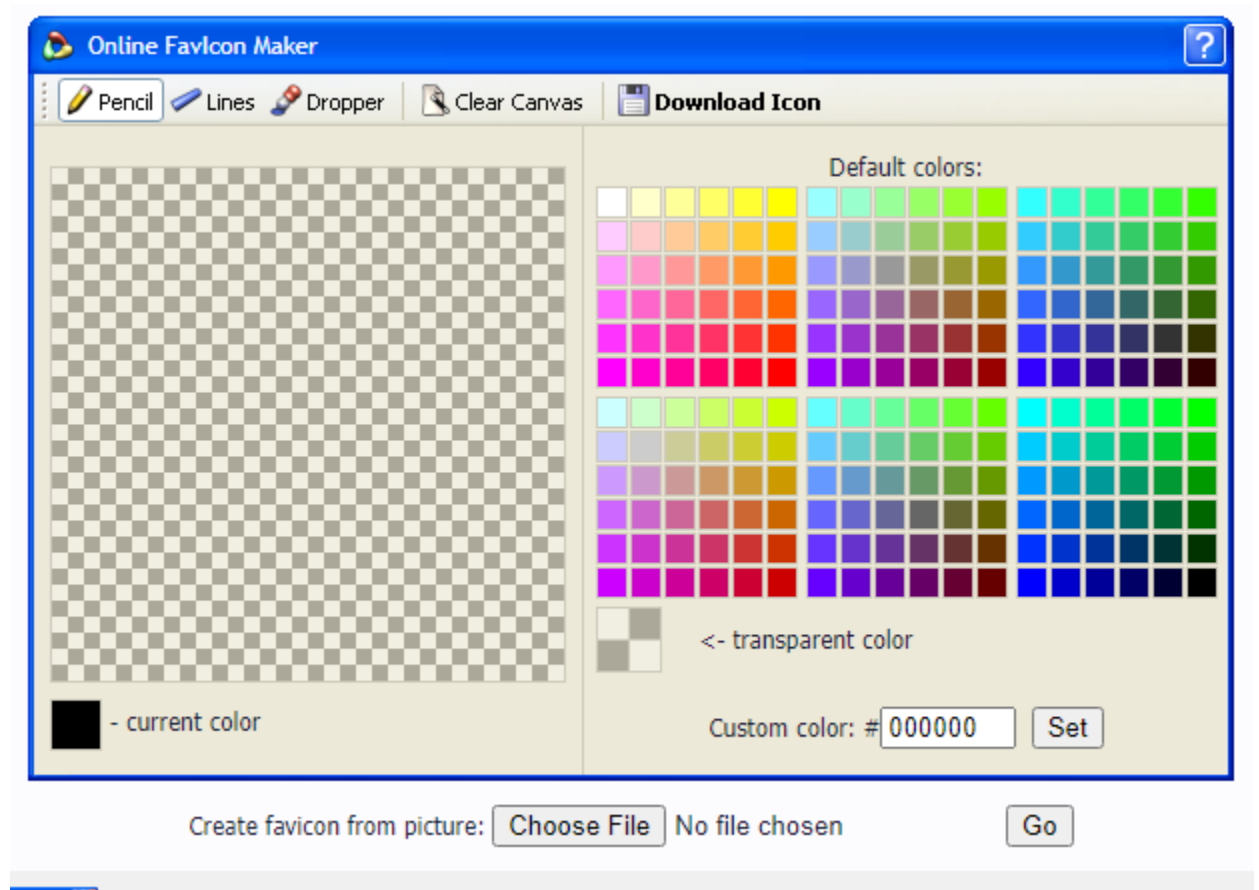 Online FavIcon Maker ?
Pencil Lines Dropper Clear Canvas Download Icon
Default colors:
<- transparent color
- current color
Custom color: # 000000 Set
Create favicon from picture: Choose File No file chosen Go